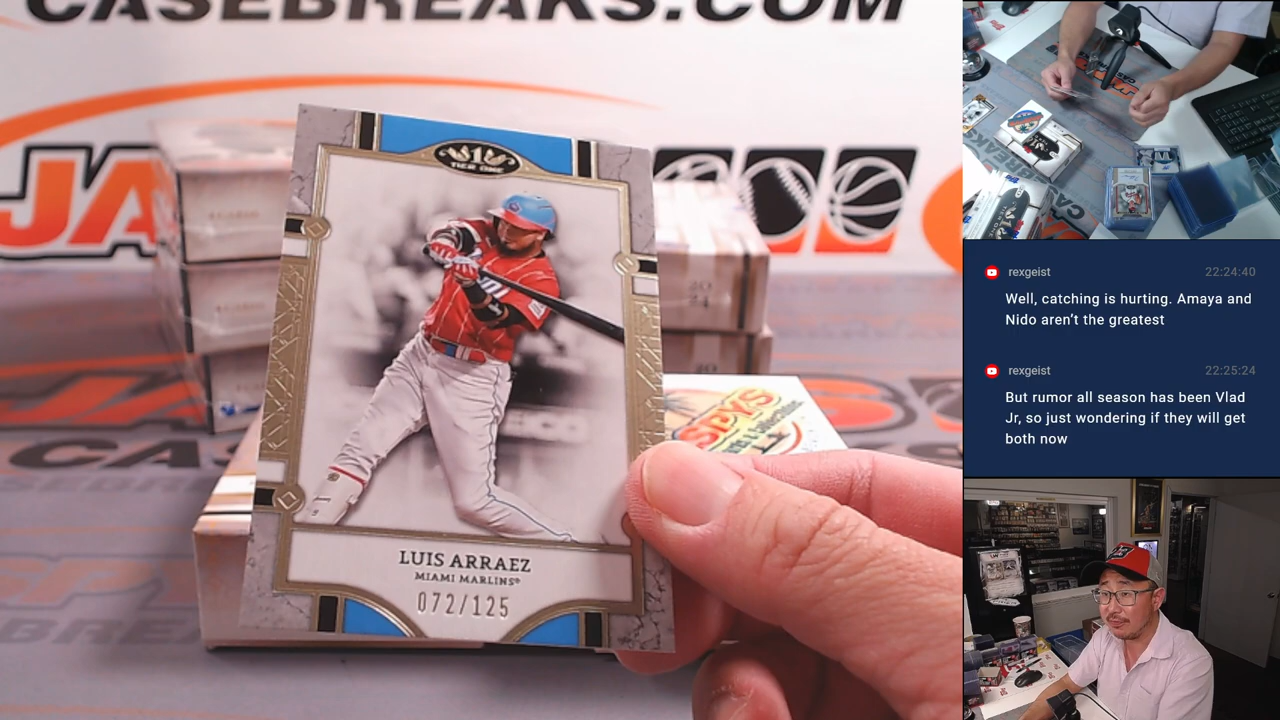 CASEBREAKS.COM
JA
TIER ONE
LUIS ARRAEZ
MIAMI MARLINS®
072/125
SPYS
rexgeist
22:24:40
Well, catching is hurting. Amaya and
Nido aren't the greatest
rexgeist
22:25:24
But rumor all season has been Vlad
Jr, so just wondering if they will get
both now